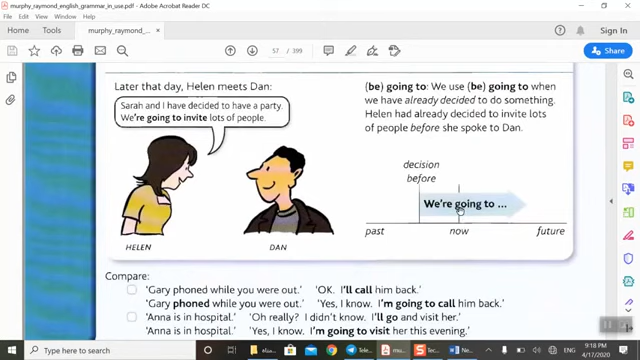 murphy_raymond_english_grammar_in_use.pdf - Adobe Acrobat Reader DC
File Edit View Window Help
Home Tools murphy_raymond_en... × Sign In
57 / 399 Share
Later that day, Helen meets Dan:
Sarah and I have decided to have a party.
We're going to invite lots of people.
HELEN
DAN
(be) going to: We use (be) going to when
we have already decided to do something.
Helen had already decided to invite lots
of people before she spoke to Dan.
decision
before
We're going to ...
past now future
Compare:
'Gary phoned while you were out.' 'OK. I'll call him back.'
'Gary phoned while you were out.' 'Yes, I know. I'm going to call him back.'
'Anna is in hospital.' 'Oh really? I didn't know. I'll go and visit her.'
'Anna is in hospital.' 'Yes, I know. I'm going to visit her this evening.'
Type here to search
Telegr
Tec
Ne
ENG
9:18 PM
4/17/2020